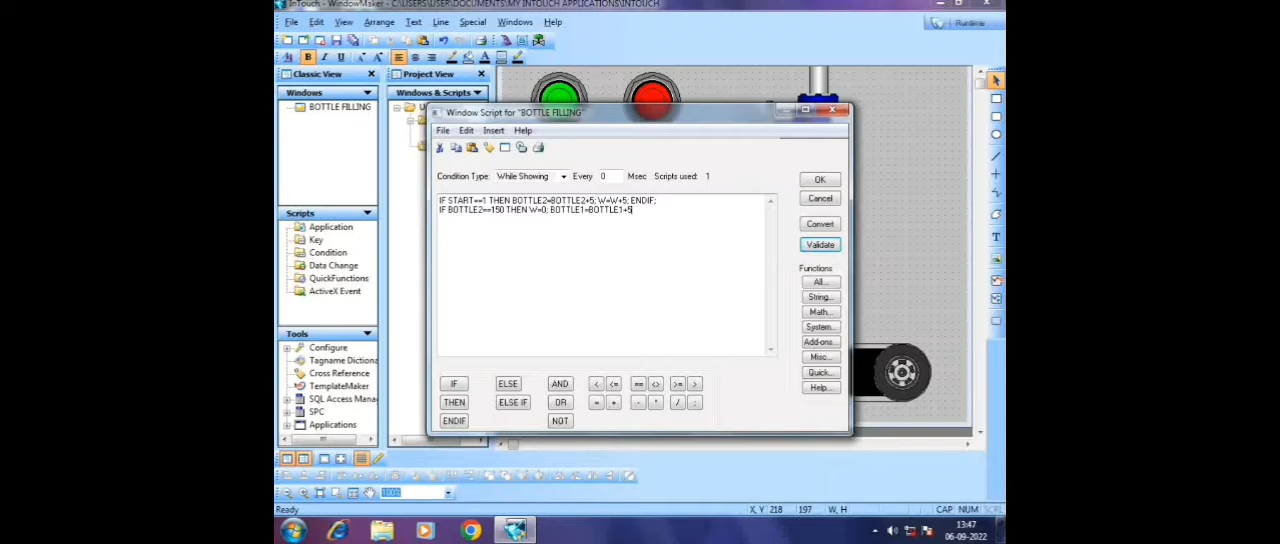 InTouch - WindowMaker - C:\USERS\USER\DOCUMENTS\MY INTOUCH APPLICATIONS\INTOUCH
File Edit View Arrange Text Line Special Windows Help
Runtime
Classic View
Project View
Windows
Windows & Scripts
BOTTLE FILLING
Window Script for "BOTTLE FILLING"
File Edit Insert Help
Condition Type: While Showing Every 0 Msec Scripts used: 1
IF START==1 THEN BOTTLE2=BOTTLE2+5; W=W+5; ENDIF;
IF BOTTLE2==150 THEN W=0; BOTTLE1=BOTTLE1+5
OK
Cancel
Convert
Validate
Functions
All...
String...
Math...
System...
Add-ons...
Misc...
Quick...
Help...
IF ELSE AND < <= == <> >= >
THEN ELSE IF OR = + - * / ;
ENDIF NOT
Scripts
Application
Key
Condition
Data Change
QuickFunctions
ActiveX Event
Tools
Configure
Tagname Dictiona
Cross Reference
TemplateMaker
SQL Access Mana
SPC
Applications
100%
Ready
X, Y 218 197 W, H
CAP NUM SCRL
13:47
06-09-2022